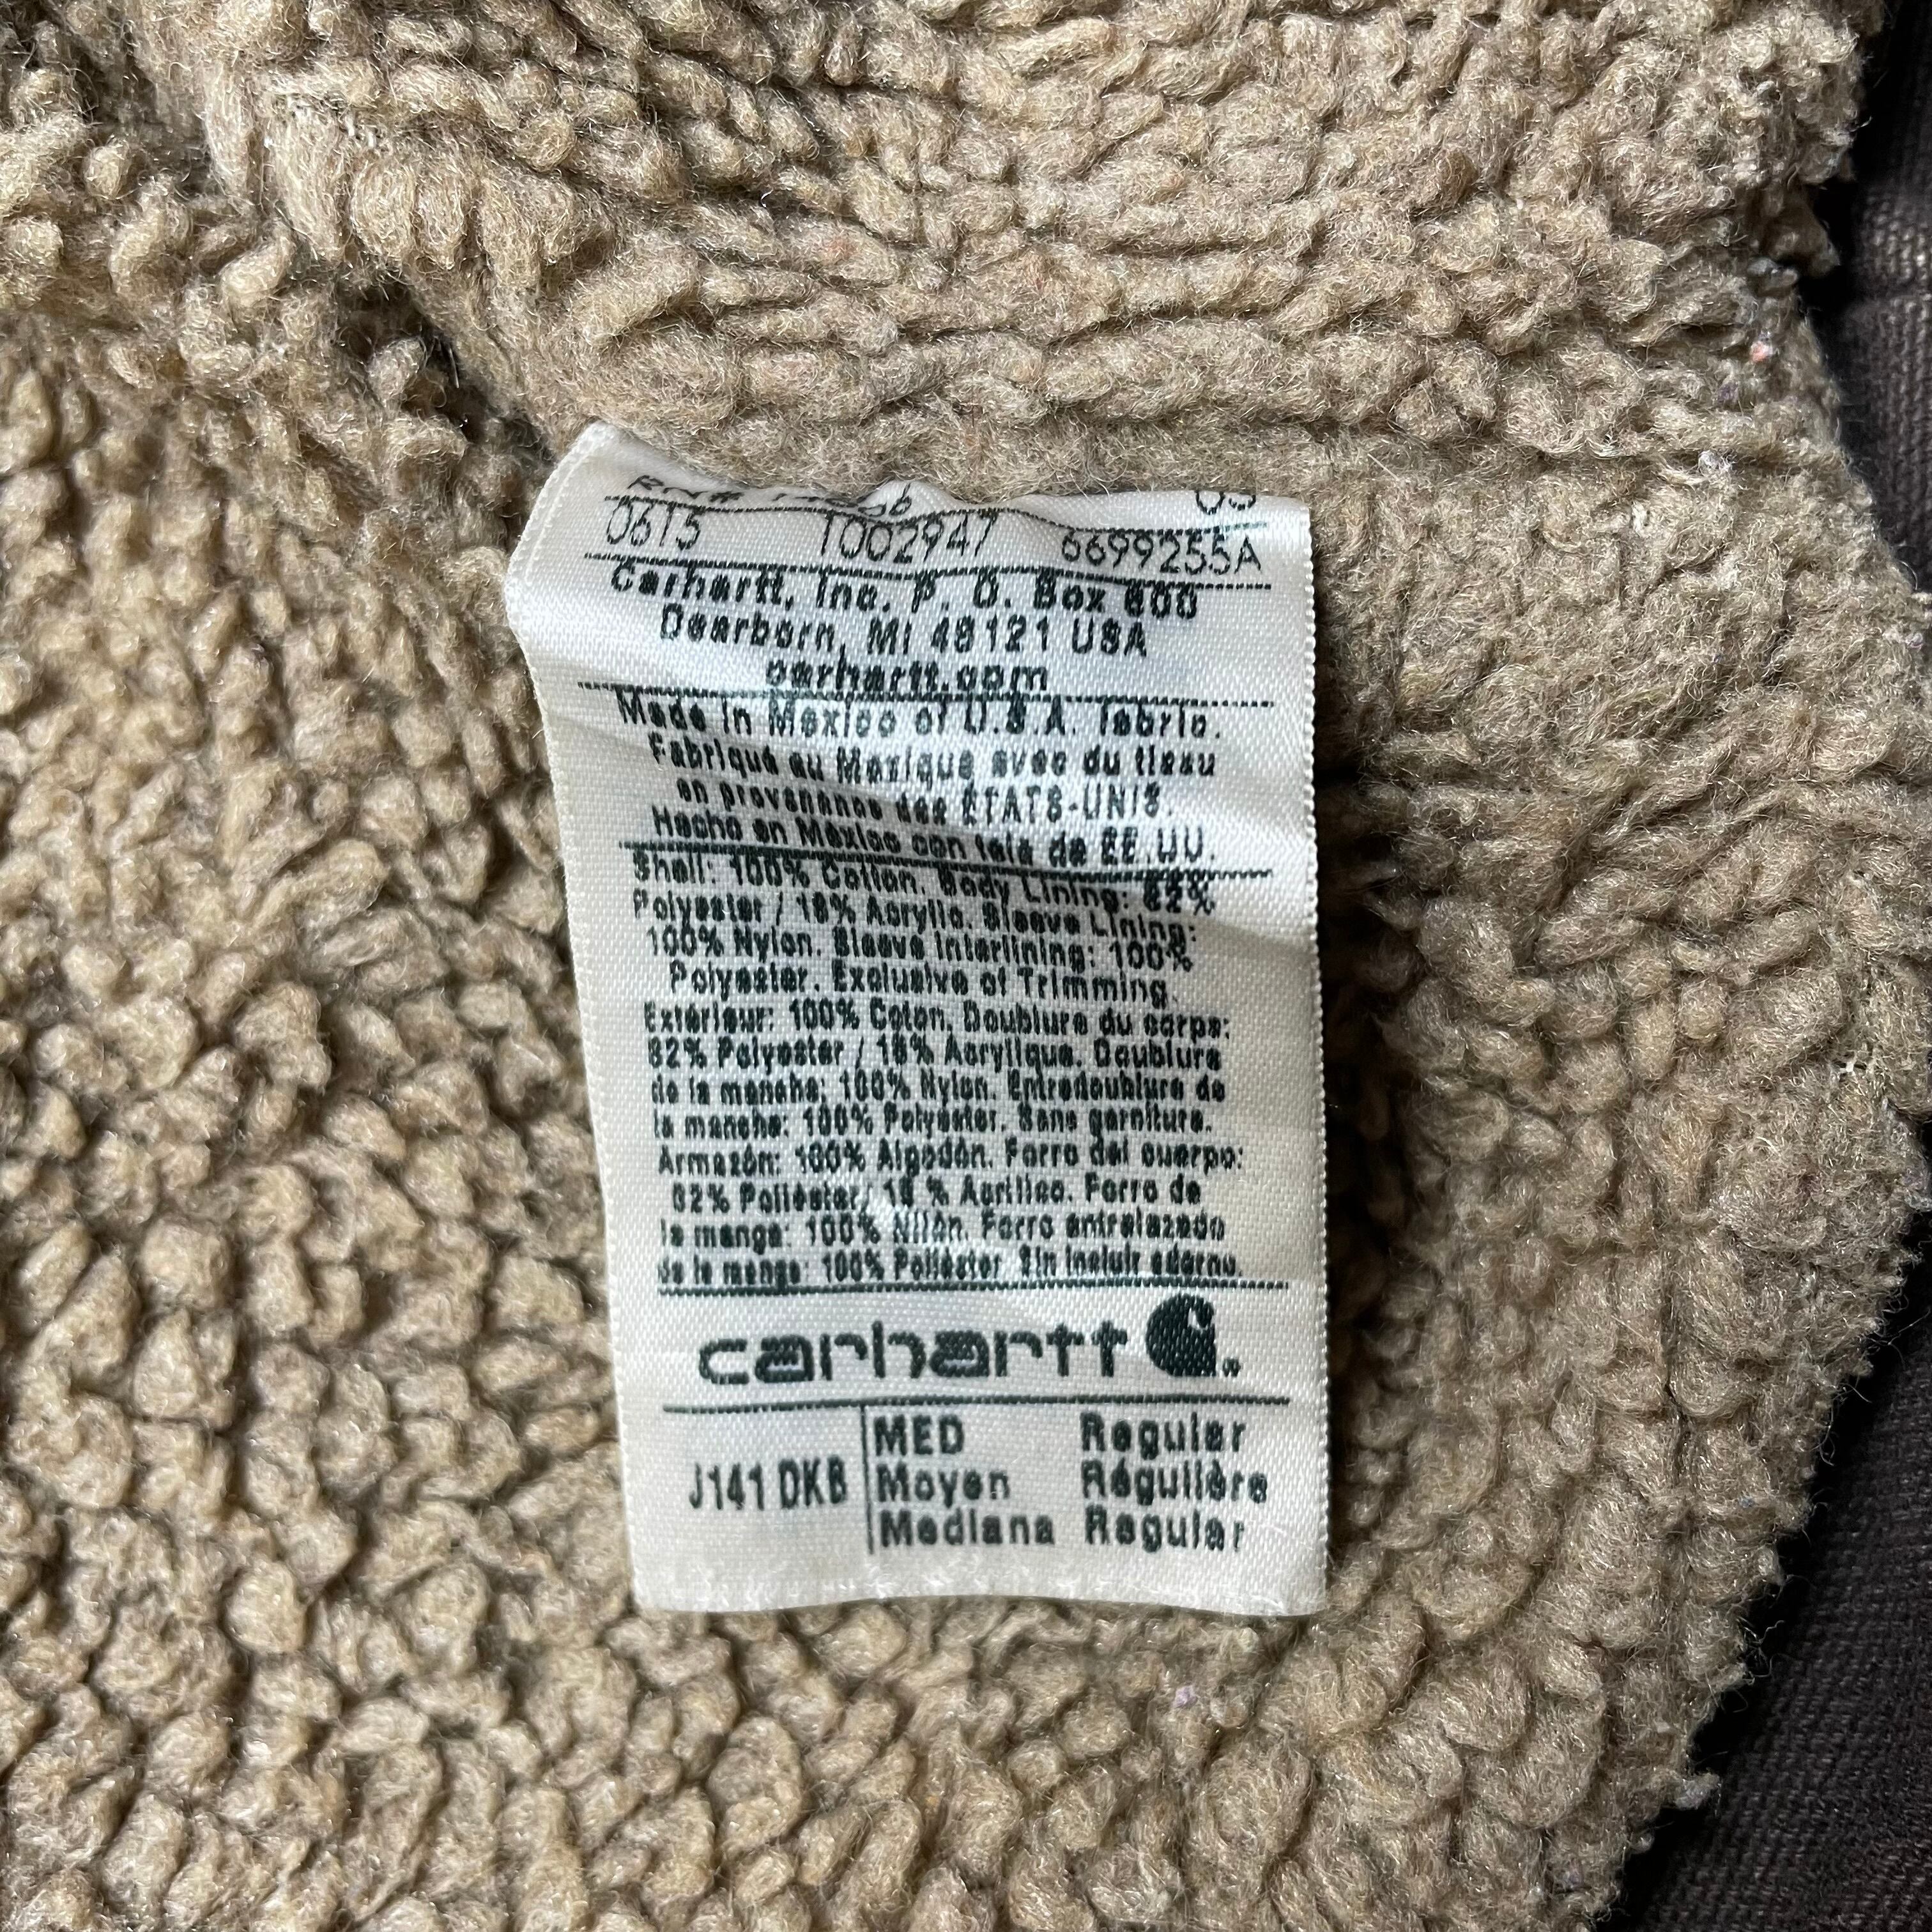 RN# 14806 05
0615 1002947 6699255A
Carhartt, Inc. P. O. Box 600
Dearborn, MI 48121 USA
carhartt.com
Made in Mexico of U.S.A. fabric.
Fabriqué au Mexique avec du tissu
en provenance des ÉTATS-UNIS.
Hecho en México con tela de EE.UU.
Shell: 100% Cotton. Body Lining: 82%
Polyester / 18% Acrylic. Sleeve Lining:
100% Nylon. Sleeve Interlining: 100%
Polyester. Exclusive of Trimming.
Extérieur: 100% Coton. Doublure du corps:
82% Polyester / 18% Acrylique. Doublure
de la manche: 100% Nylon. Entredoublure de
la manche: 100% Polyester. Sans garniture.
Armazón: 100% Algodón. Forro del cuerpo:
82% Poliéster/ 18 % Acrílico. Forro de
la manga: 100% Nilón. Forro entrelazado
de la manga: 100% Poliéster. Sin incluir adorno.
carhartt
J141 DKB
MED Regular
Moyen Régulière
Mediana Regular